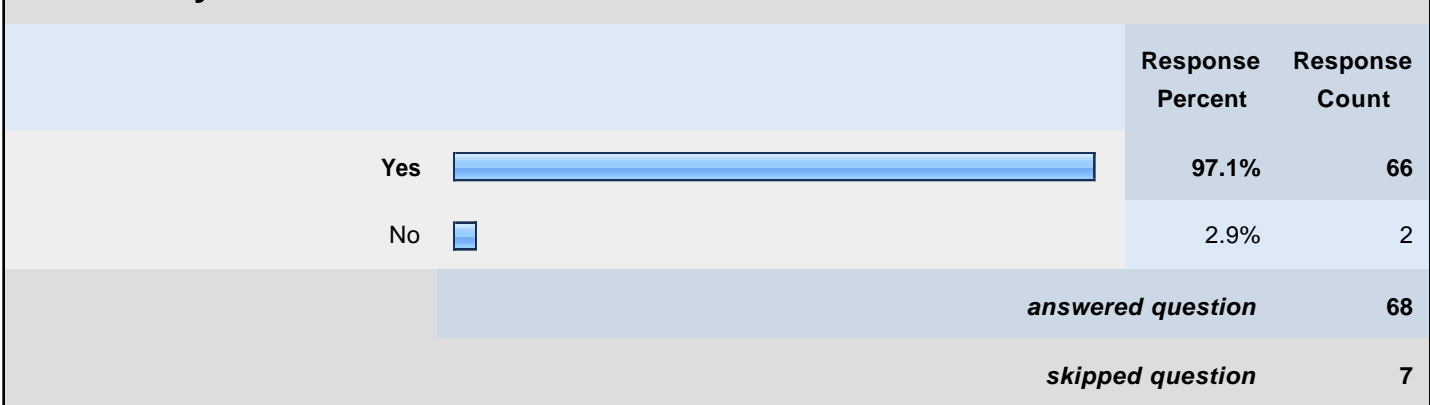 Response Percent Response Count
Yes 97.1% 66
No 2.9% 2
answered question 68
skipped question 7